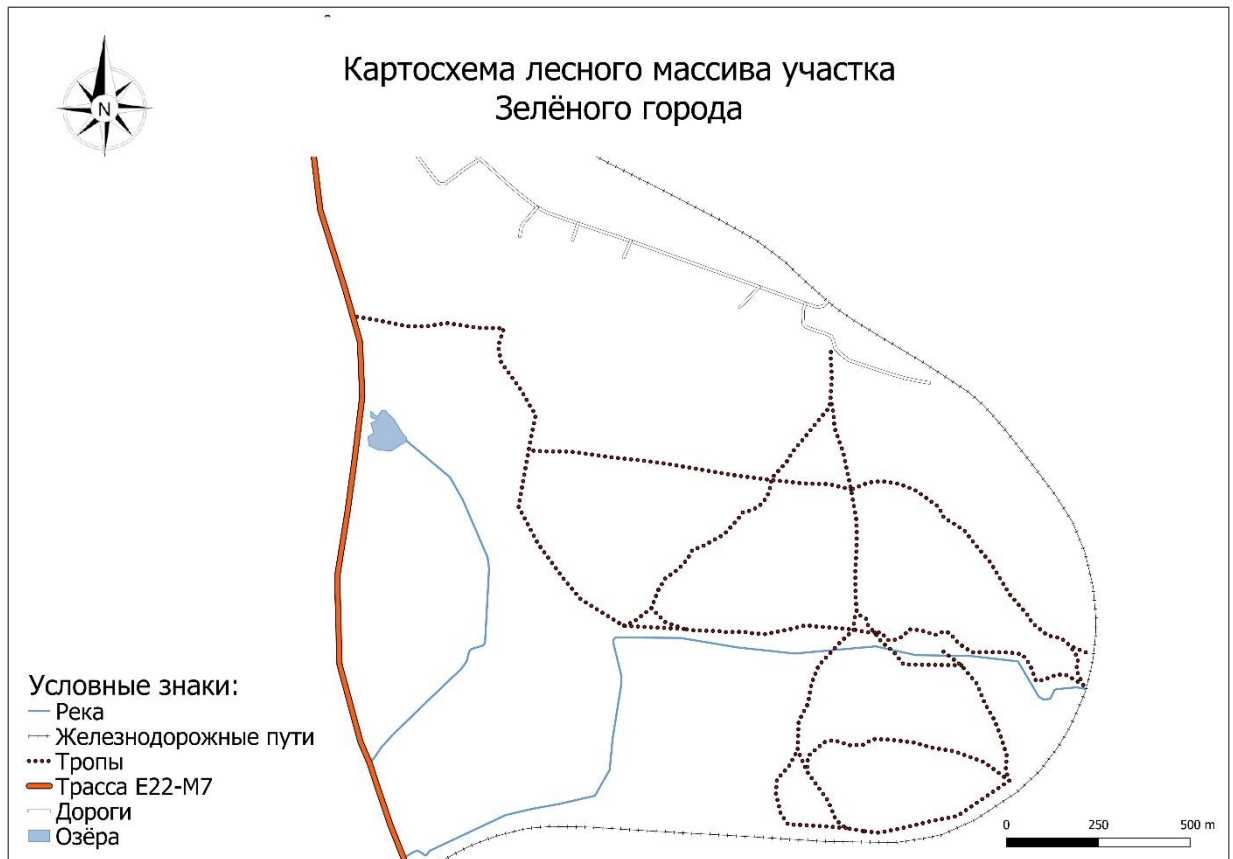 Картосхема лесного массива участка
Зелёного города
N
Условные знаки:
Река
Железнодорожные пути
Тропы
Трасса Е22-М7
Дороги
Озёра
0 250 500 m